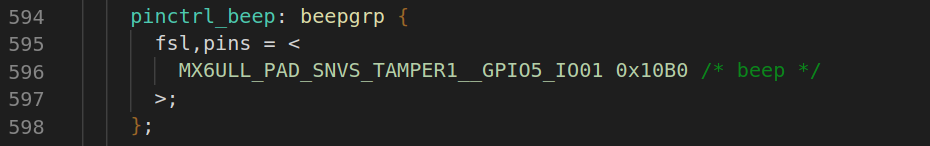 594 pinctrl_beep: beepgrp {
595 fsl,pins = <
596 MX6ULL_PAD_SNVS_TAMPER1__GPIO5_IO01 0x10B0 /* beep */
597 >;
598 };